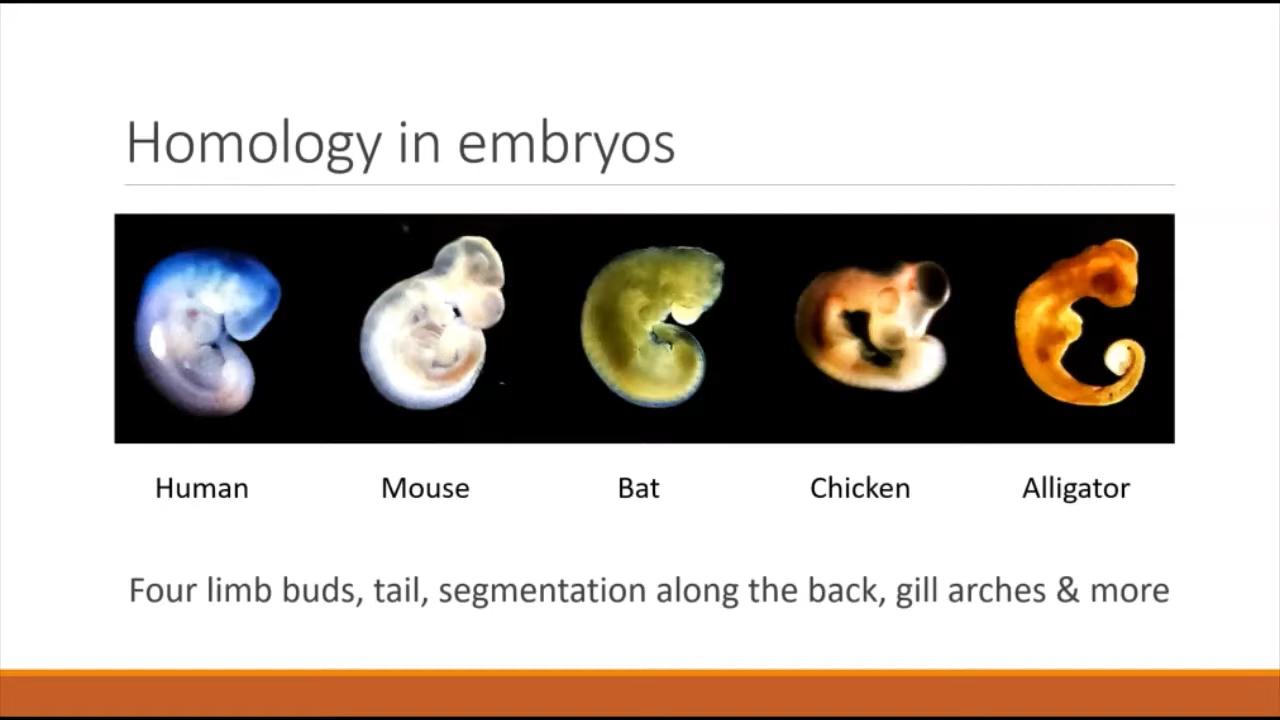 Homology in embryos
Human Mouse Bat Chicken Alligator
Four limb buds, tail, segmentation along the back, gill arches & more